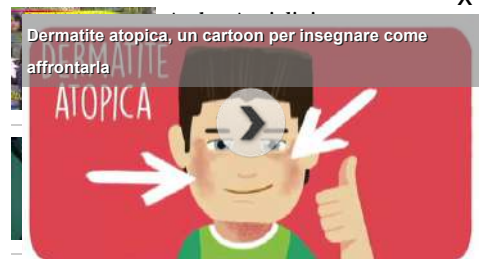 Dermatite atopica, un cartoon per insegnare come
affrontarla
DERMATITE
ATOPICA